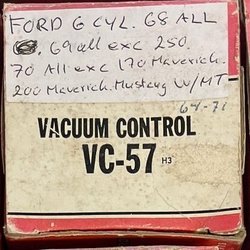 FORD 6 CYL. 68 ALL
69 all exc 250.
70 All exc 170 Maverick.
200 Maverick. Mustang W/MT
64-71
VACUUM CONTROL
VC-57 H3